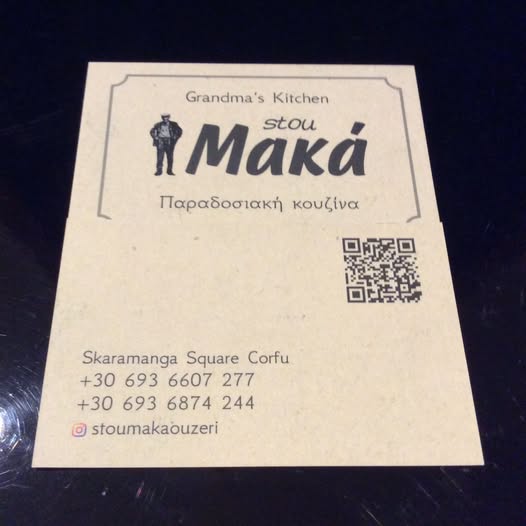 Grandma's Kitchen
stou
Μακά
Παραδοσιακή κουζίνα
Skaramanga Square Corfu
+30 693 6607 277
+30 693 6874 244
stoumakaouzeri